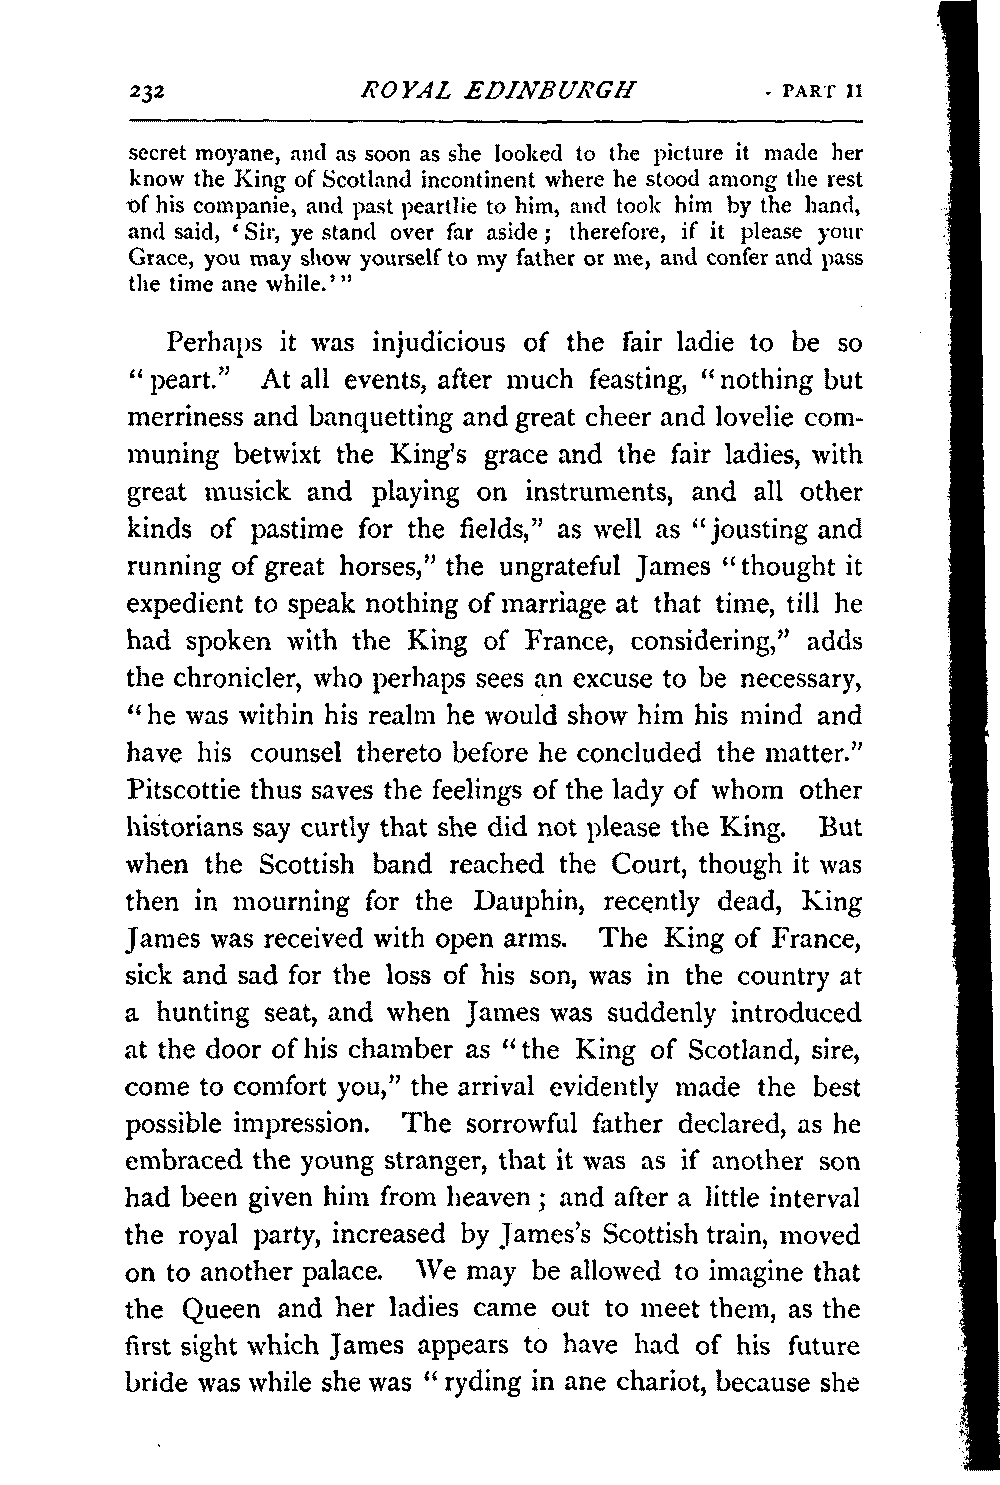 232 ROYAL EDINBURGH PART II
secret moyane, and as soon as she looked to the picture it made her
know the King of Scotland incontinent where he stood among the rest
of his companie, and past peartlie to him, and took him by the hand,
and said, ‘Sir, ye stand over far aside; therefore, if it please your
Grace, you may show yourself to my father or me, and confer and pass
the time ane while.’”
Perhaps it was injudicious of the fair ladie to be so
“peart.” At all events, after much feasting, “nothing but
merriness and banquetting and great cheer and lovelie com-
muning betwixt the King’s grace and the fair ladies, with
great musick and playing on instruments, and all other
kinds of pastime for the fields,” as well as “jousting and
running of great horses,” the ungrateful James “thought it
expedient to speak nothing of marriage at that time, till he
had spoken with the King of France, considering,” adds
the chronicler, who perhaps sees an excuse to be necessary,
“he was within his realm he would show him his mind and
have his counsel thereto before he concluded the matter.”
Pitscottie thus saves the feelings of the lady of whom other
historians say curtly that she did not please the King. But
when the Scottish band reached the Court, though it was
then in mourning for the Dauphin, recently dead, King
James was received with open arms. The King of France,
sick and sad for the loss of his son, was in the country at
a hunting seat, and when James was suddenly introduced
at the door of his chamber as “the King of Scotland, sire,
come to comfort you,” the arrival evidently made the best
possible impression. The sorrowful father declared, as he
embraced the young stranger, that it was as if another son
had been given him from heaven; and after a little interval
the royal party, increased by James’s Scottish train, moved
on to another palace. We may be allowed to imagine that
the Queen and her ladies came out to meet them, as the
first sight which James appears to have had of his future
bride was while she was “ryding in ane chariot, because she